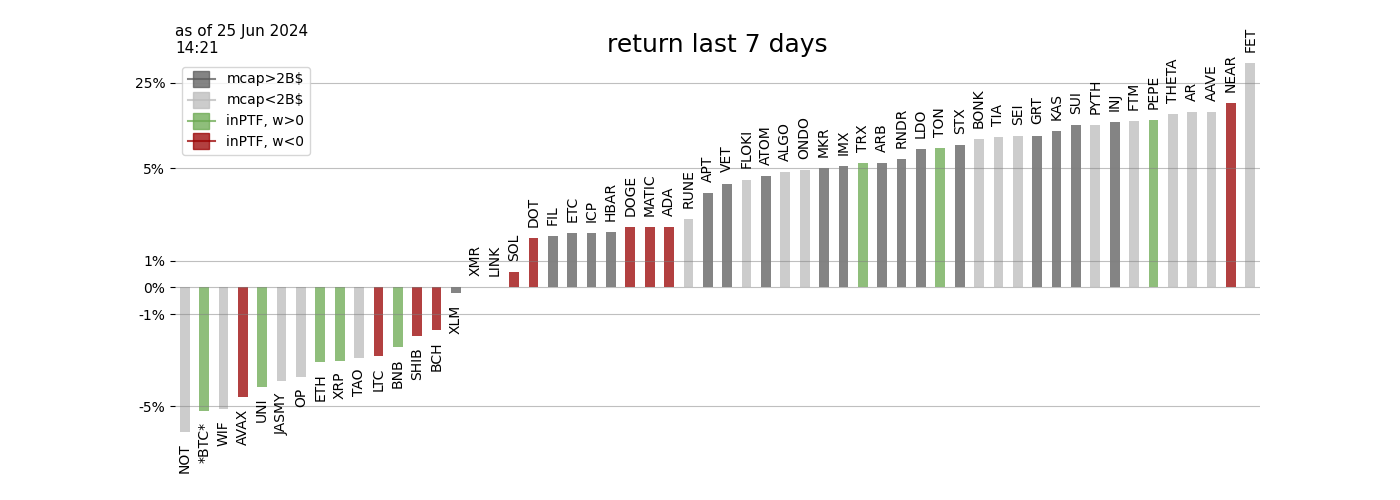 as of 25 Jun 2024
14:21
return last 7 days
mcap>2B$
mcap<2B$
inPTF, w>0
inPTF, w<0
25%
5%
1%
0%
-1%
-5%
NOT
*BTC*
WIF
AVAX
UNI
JASMY
OP
ETH
XRP
TAO
LTC
BNB
SHIB
BCH
XLM
XMR
LINK
SOL
DOT
FIL
ETC
ICP
HBAR
DOGE
MATIC
ADA
RUNE
APT
VET
FLOKI
ATOM
ALGO
ONDO
MKR
IMX
TRX
ARB
RNDR
LDO
TON
STX
BONK
TIA
SEI
GRT
KAS
SUI
PYTH
INJ
FTM
PEPE
THETA
AR
AAVE
NEAR
FET